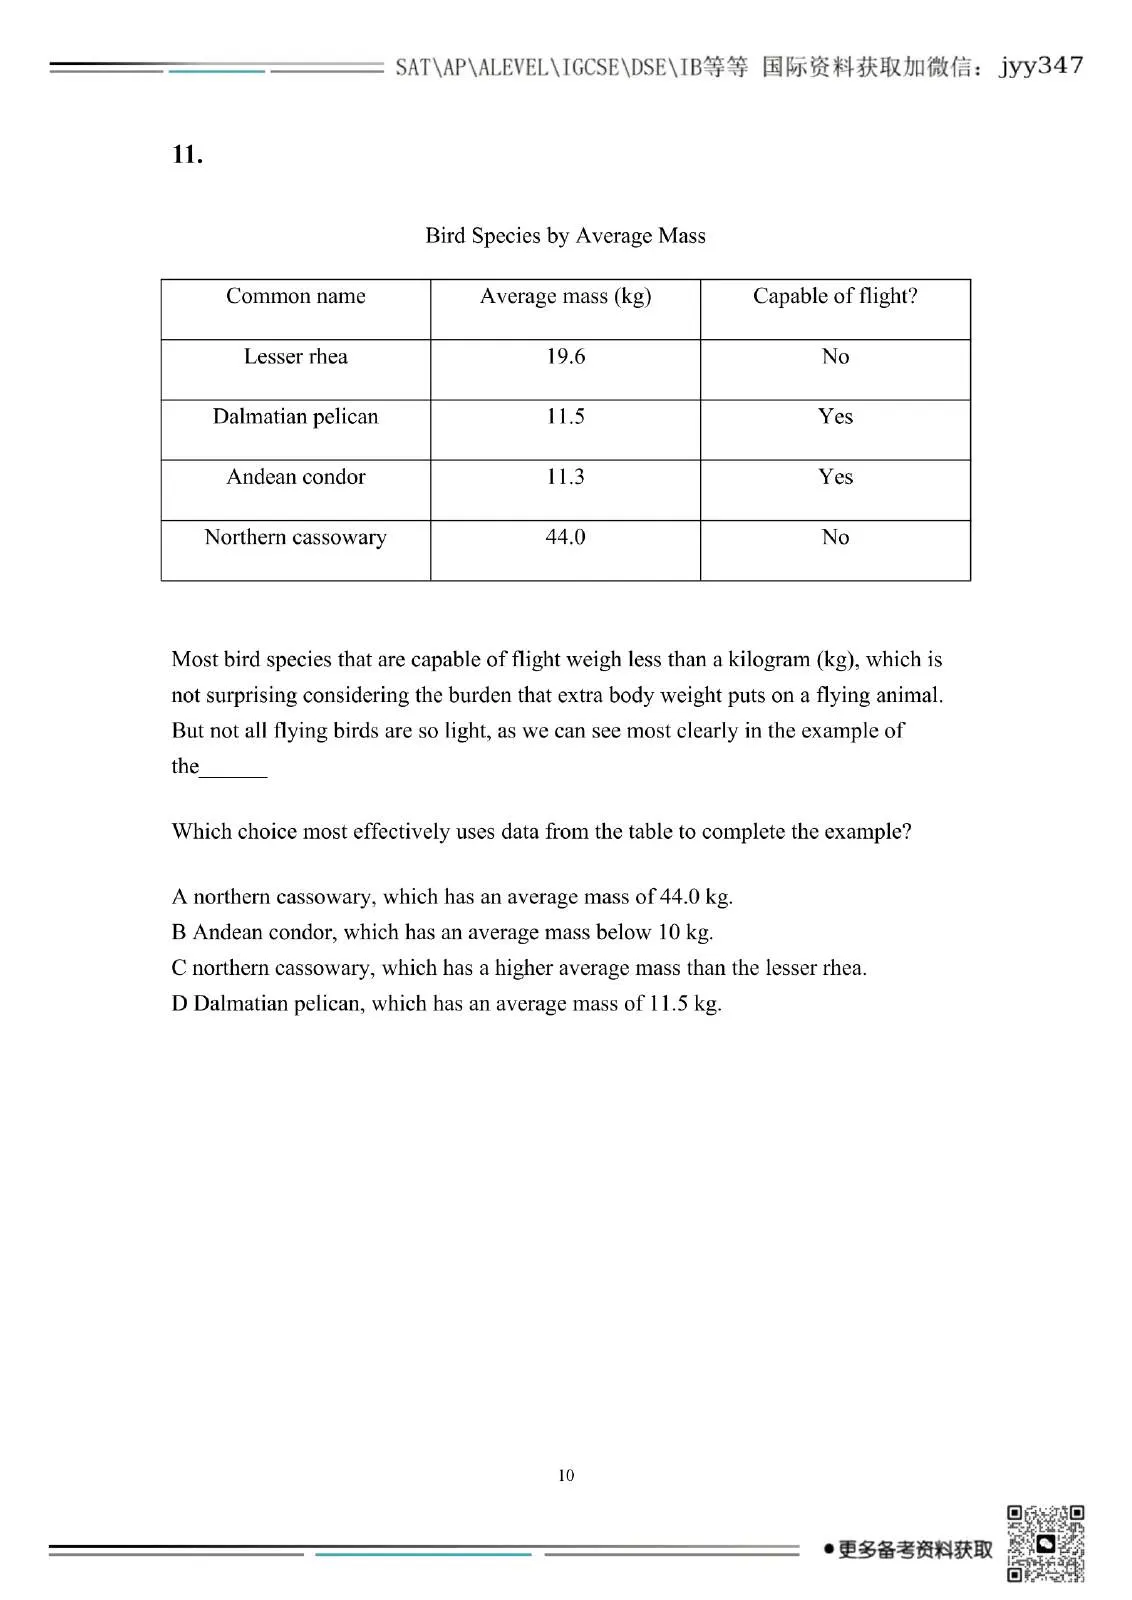 SAT\AP\ALEVEL\IGCSE\DSE\IB等等 国际资料获取加微信：jyy347
11.
Bird Species by Average Mass
Common name Average mass (kg) Capable of flight?
Lesser rhea 19.6 No
Dalmatian pelican 11.5 Yes
Andean condor 11.3 Yes
Northern cassowary 44.0 No
Most bird species that are capable of flight weigh less than a kilogram (kg), which is
not surprising considering the burden that extra body weight puts on a flying animal.
But not all flying birds are so light, as we can see most clearly in the example of
the______
Which choice most effectively uses data from the table to complete the example?
A northern cassowary, which has an average mass of 44.0 kg.
B Andean condor, which has an average mass below 10 kg.
C northern cassowary, which has a higher average mass than the lesser rhea.
D Dalmatian pelican, which has an average mass of 11.5 kg.
10
●更多备考资料获取